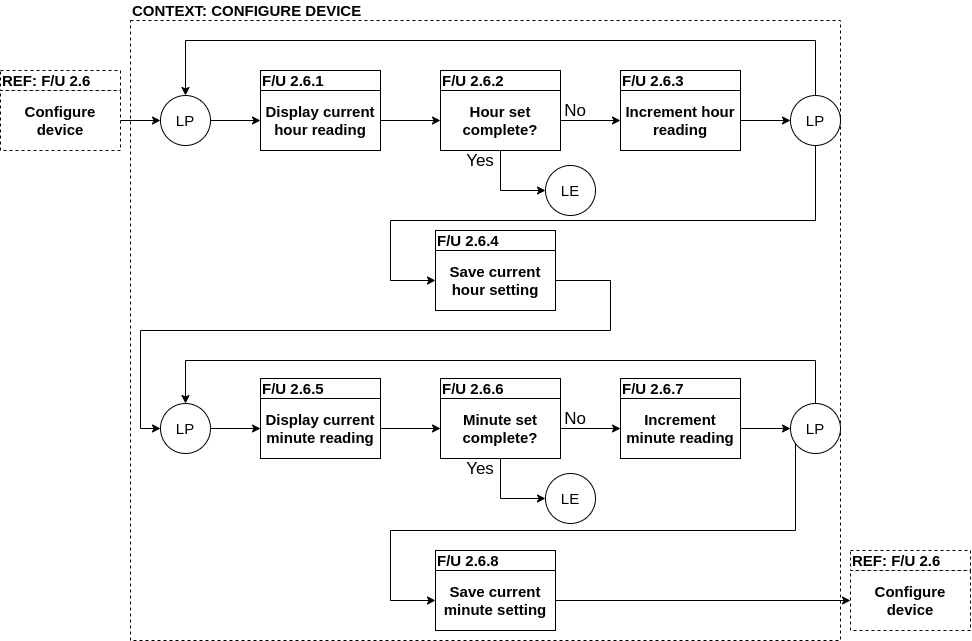 CONTEXT: CONFIGURE DEVICE
REF: F/U 2.6
Configure
device
LP
F/U 2.6.1
Display current
hour reading
F/U 2.6.2
Hour set
complete?
No
Yes
LE
F/U 2.6.3
Increment hour
reading
LP
F/U 2.6.4
Save current
hour setting
LP
F/U 2.6.5
Display current
minute reading
F/U 2.6.6
Minute set
complete?
No
Yes
LE
F/U 2.6.7
Increment
minute reading
LP
F/U 2.6.8
Save current
minute setting
REF: F/U 2.6
Configure
device